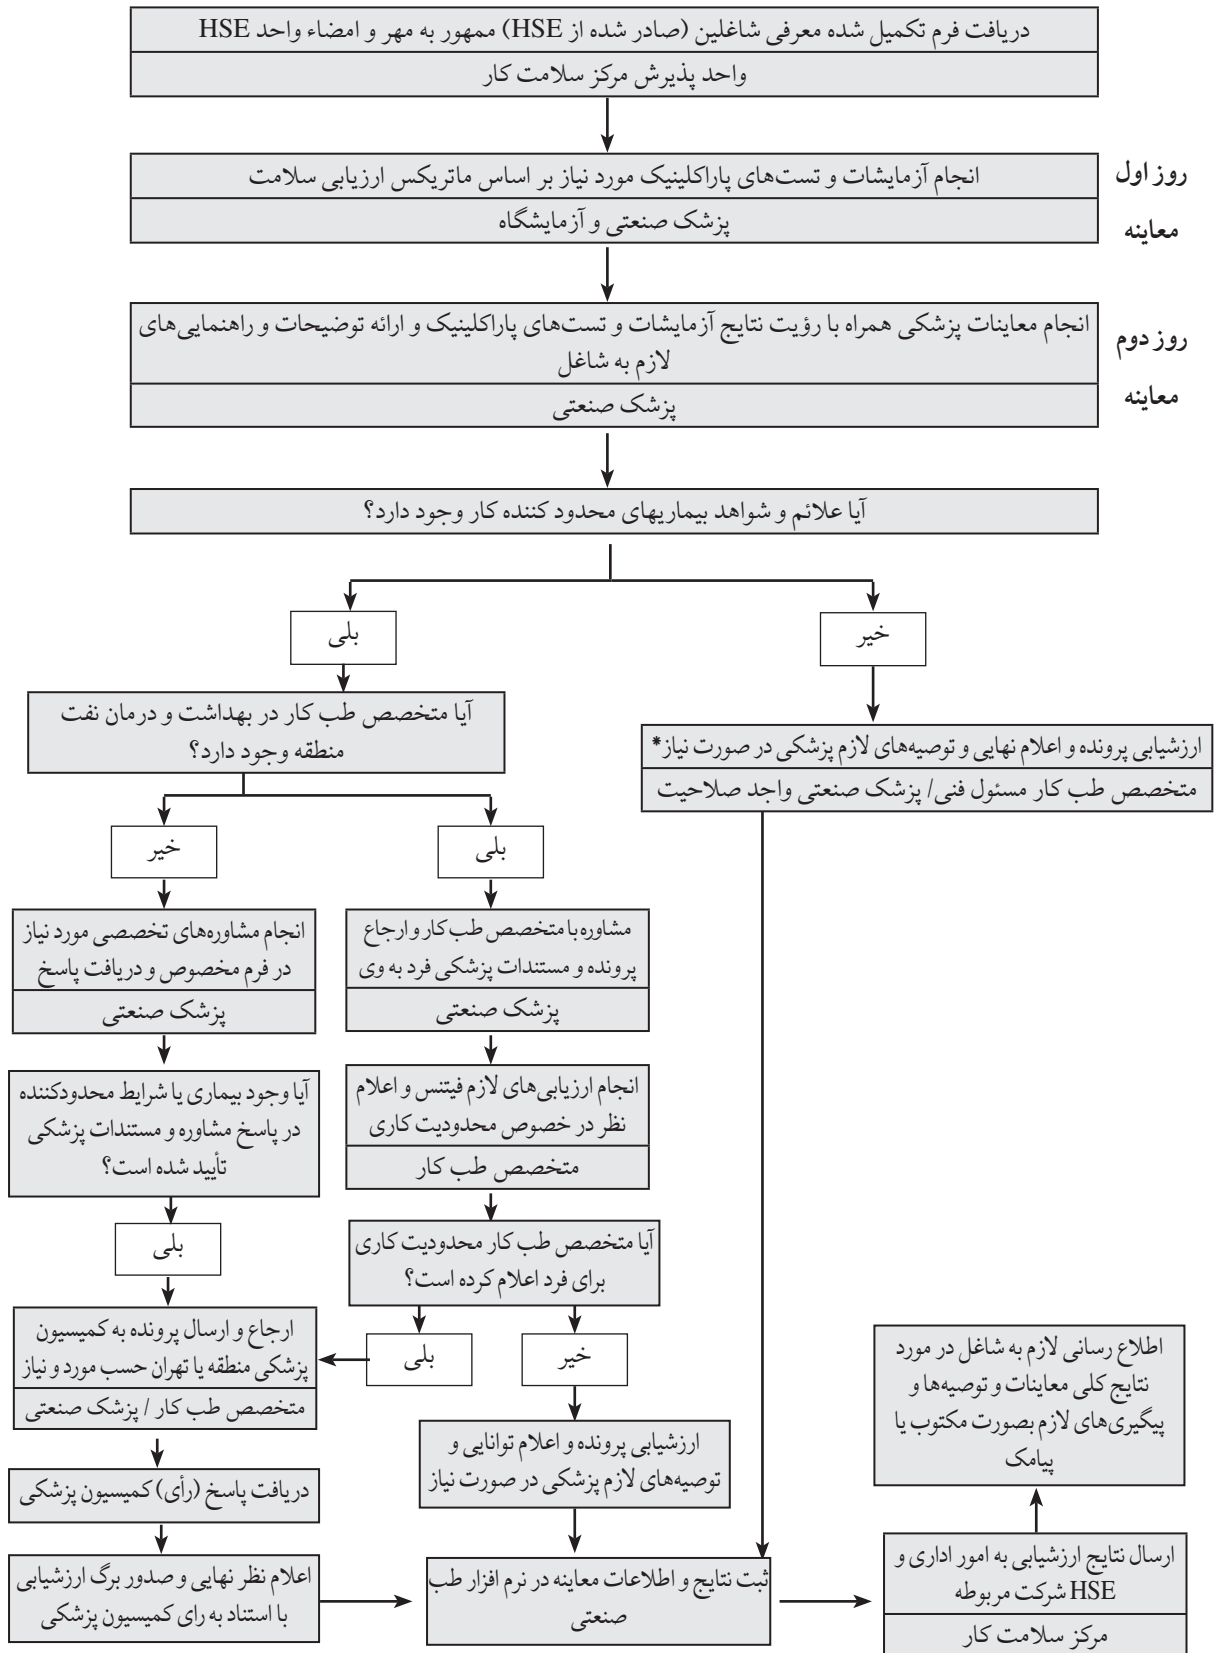 دریافت فرم تکمیل شده معرفی شاغلین (صادر شده از HSE) ممهور به مهر و امضاء واحد HSE
واحد پذیرش مرکز سلامت کار
روز اول
معاینه
انجام آزمایشات و تست‌های پاراکلینیک مورد نیاز بر اساس ماتریکس ارزیابی سلامت
پزشک صنعتی و آزمایشگاه
روز دوم
معاینه
انجام معاینات پزشکی همراه با رؤیت نتایج آزمایشات و تست‌های پاراکلینیک و ارائه توضیحات و راهنمایی‌های
لازم به شاغل
پزشک صنعتی
آیا علائم و شواهد بیماریهای محدود کننده کار وجود دارد؟
خیر
بلی
ارزشیابی پرونده و اعلام نهایی و توصیه‌های لازم پزشکی در صورت نیاز*
متخصص طب کار مسئول فنی/ پزشک صنعتی واجد صلاحیت
آیا متخصص طب کار در بهداشت و درمان نفت
منطقه وجود دارد؟
بلی
خیر
مشاوره با متخصص طب کار و ارجاع
پرونده و مستندات پزشکی فرد به وی
پزشک صنعتی
انجام مشاوره‌های تخصصی مورد نیاز
در فرم مخصوص و دریافت پاسخ
پزشک صنعتی
انجام ارزیابی‌های لازم فیتنس و اعلام
نظر در خصوص محدودیت کاری
متخصص طب کار
آیا وجود بیماری یا شرایط محدودکننده
در پاسخ مشاوره و مستندات پزشکی
تأیید شده است؟
بلی
آیا متخصص طب کار محدودیت کاری
برای فرد اعلام کرده است؟
خیر
بلی
ارجاع و ارسال پرونده به کمیسیون
پزشکی منطقه یا تهران حسب مورد و نیاز
متخصص طب کار / پزشک صنعتی
ارزشیابی پرونده و اعلام توانایی و
توصیه‌های لازم پزشکی در صورت نیاز
دریافت پاسخ (رأی) کمیسیون پزشکی
اعلام نظر نهایی و صدور برگ ارزشیابی
با استناد به رای کمیسیون پزشکی
ثبت نتایج و اطلاعات معاینه در نرم افزار طب
صنعتی
ارسال نتایج ارزشیابی به امور اداری و
HSE شرکت مربوطه
مرکز سلامت کار
اطلاع رسانی لازم به شاغل در مورد
نتایج کلی معاینات و توصیه‌ها و
پیگیری‌های لازم بصورت مکتوب یا
پیامک